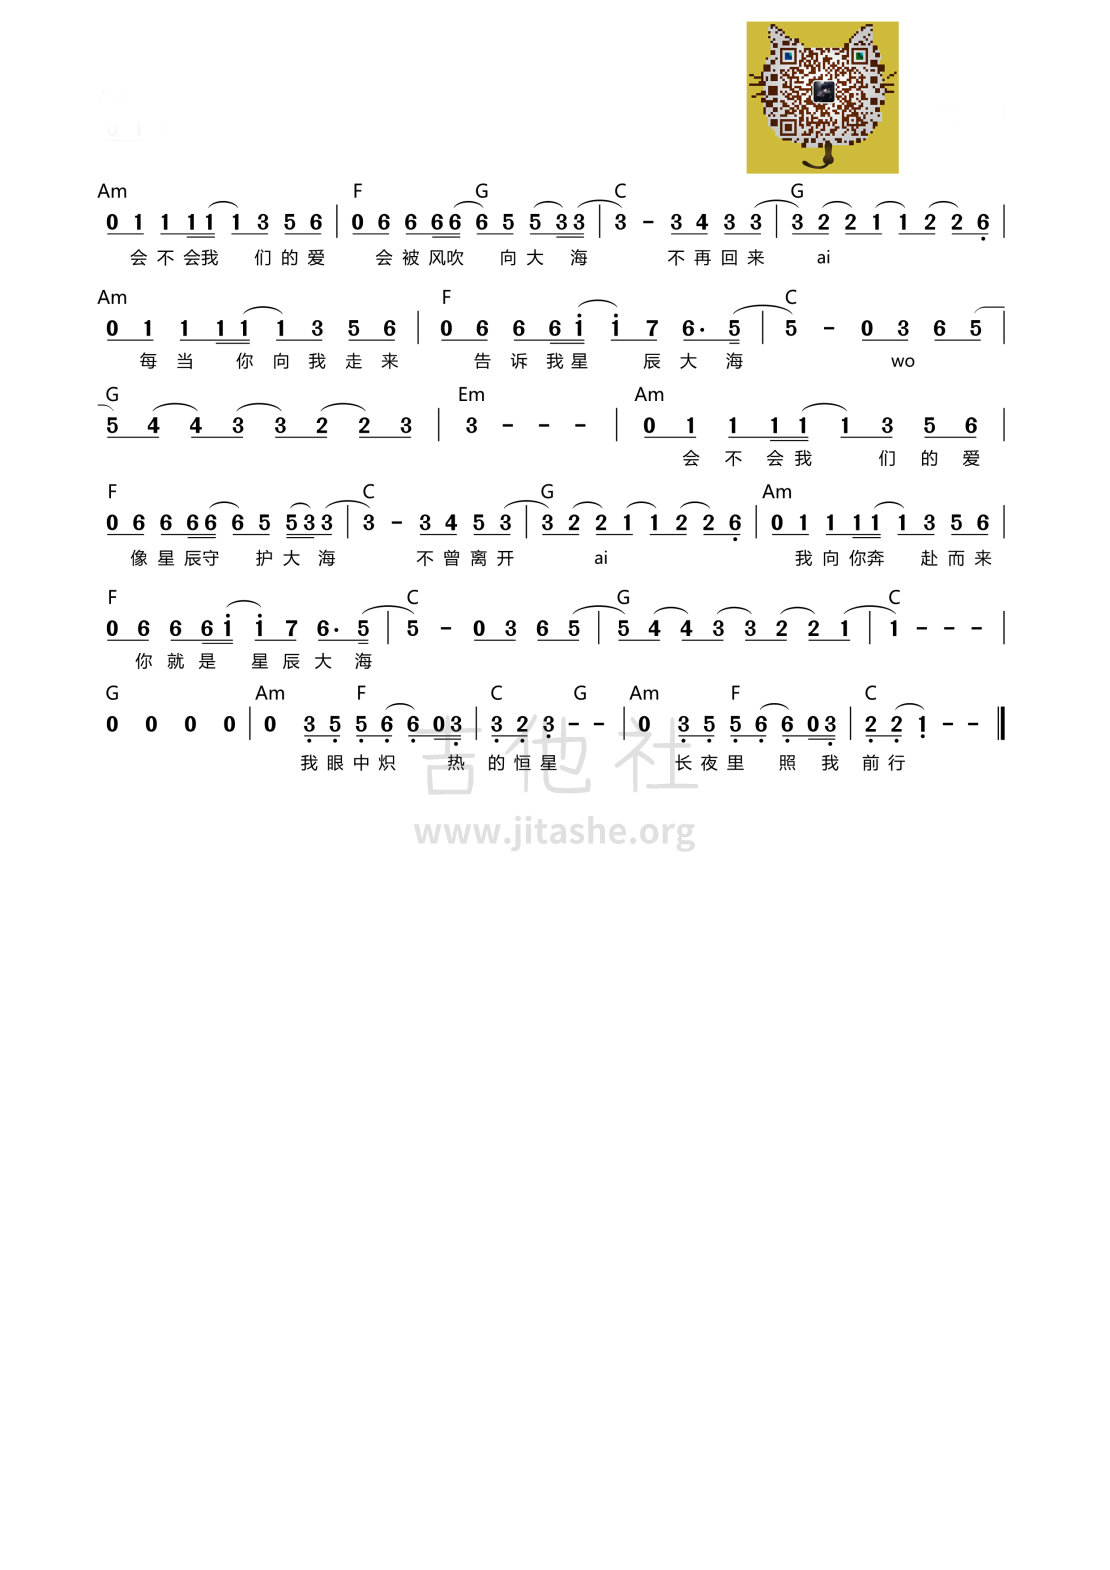 Am F G C G
0 1 1 1 1 1 3 5 6 | 0 6 6 6 6 6 5 5 3 3 | 3 - 3 4 3 3 | 3 2 2 1 1 2 2 6 |
会 不 会我 们 的 爱 会 被 风吹 向 大 海 不 再 回 来 ai
Am F C
0 1 1 1 1 1 3 5 6 | 0 6 6 6 1 1 7 6· 5 | 5 - 0 3 6 5 |
每 当 你 向 我 走 来 告 诉 我 星 辰 大 海 wo
G Em Am
5 4 4 3 3 2 2 3 | 3 - - - | 0 1 1 1 1 1 3 5 6 |
会 不 会 我 们 的 爱
F C G Am
0 6 6 6 6 6 5 5 3 3 | 3 - 3 4 5 3 | 3 2 2 1 1 2 2 6 | 0 1 1 1 1 1 3 5 6 |
像 星 辰守 护 大 海 不 曾 离 开 ai 我 向 你奔 赴 而 来
F C G C
0 6 6 6 1 1 7 6· 5 | 5 - 0 3 6 5 | 5 4 4 3 3 2 2 1 | 1 - - - |
你 就 是 星 辰 大 海
G Am F C G Am F C
0 0 0 0 | 0 3 5 5 6 6 0 3 | 3 2 3 - - | 0 3 5 5 6 6 0 3 | 2 2 1 - - |
我 眼 中 炽 热 的 恒 星 长 夜 里 照 我 前 行
吉他社
www.jitashe.org